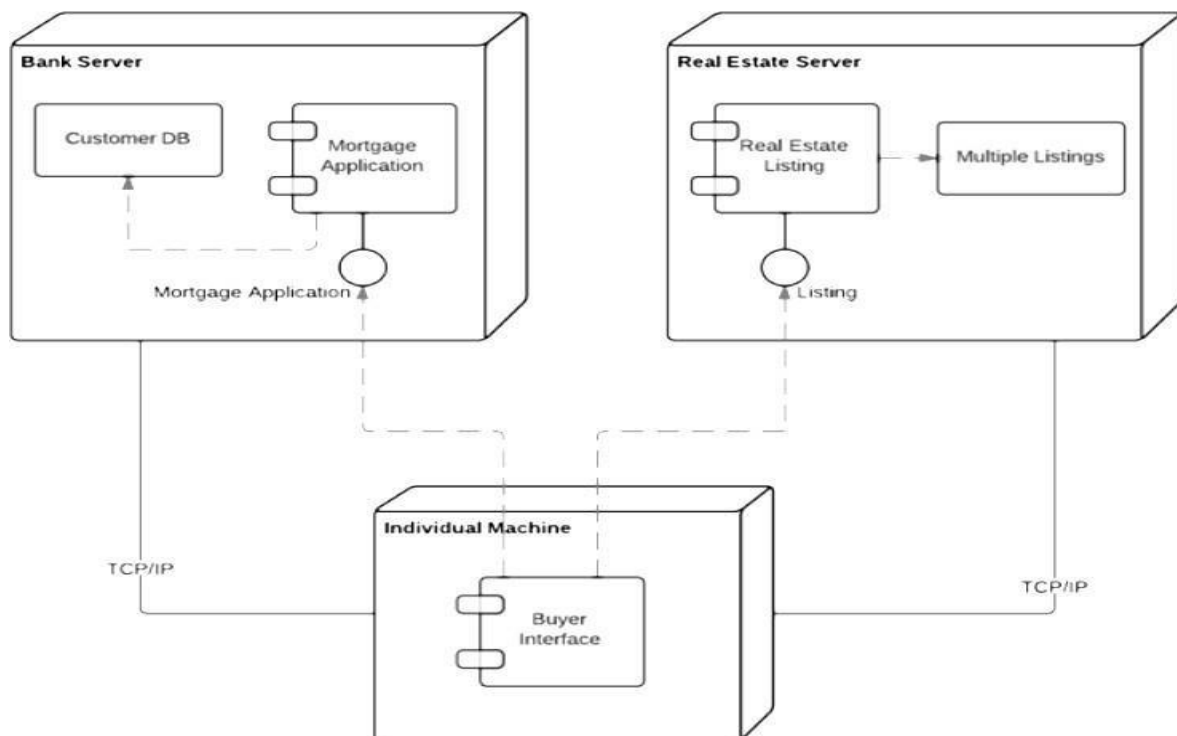 Bank Server
Customer DB
Mortgage
Application
Mortgage Application
Real Estate Server
Real Estate
Listing
Multiple Listings
Listing
TCP/IP
Individual Machine
Buyer
Interface
TCP/IP